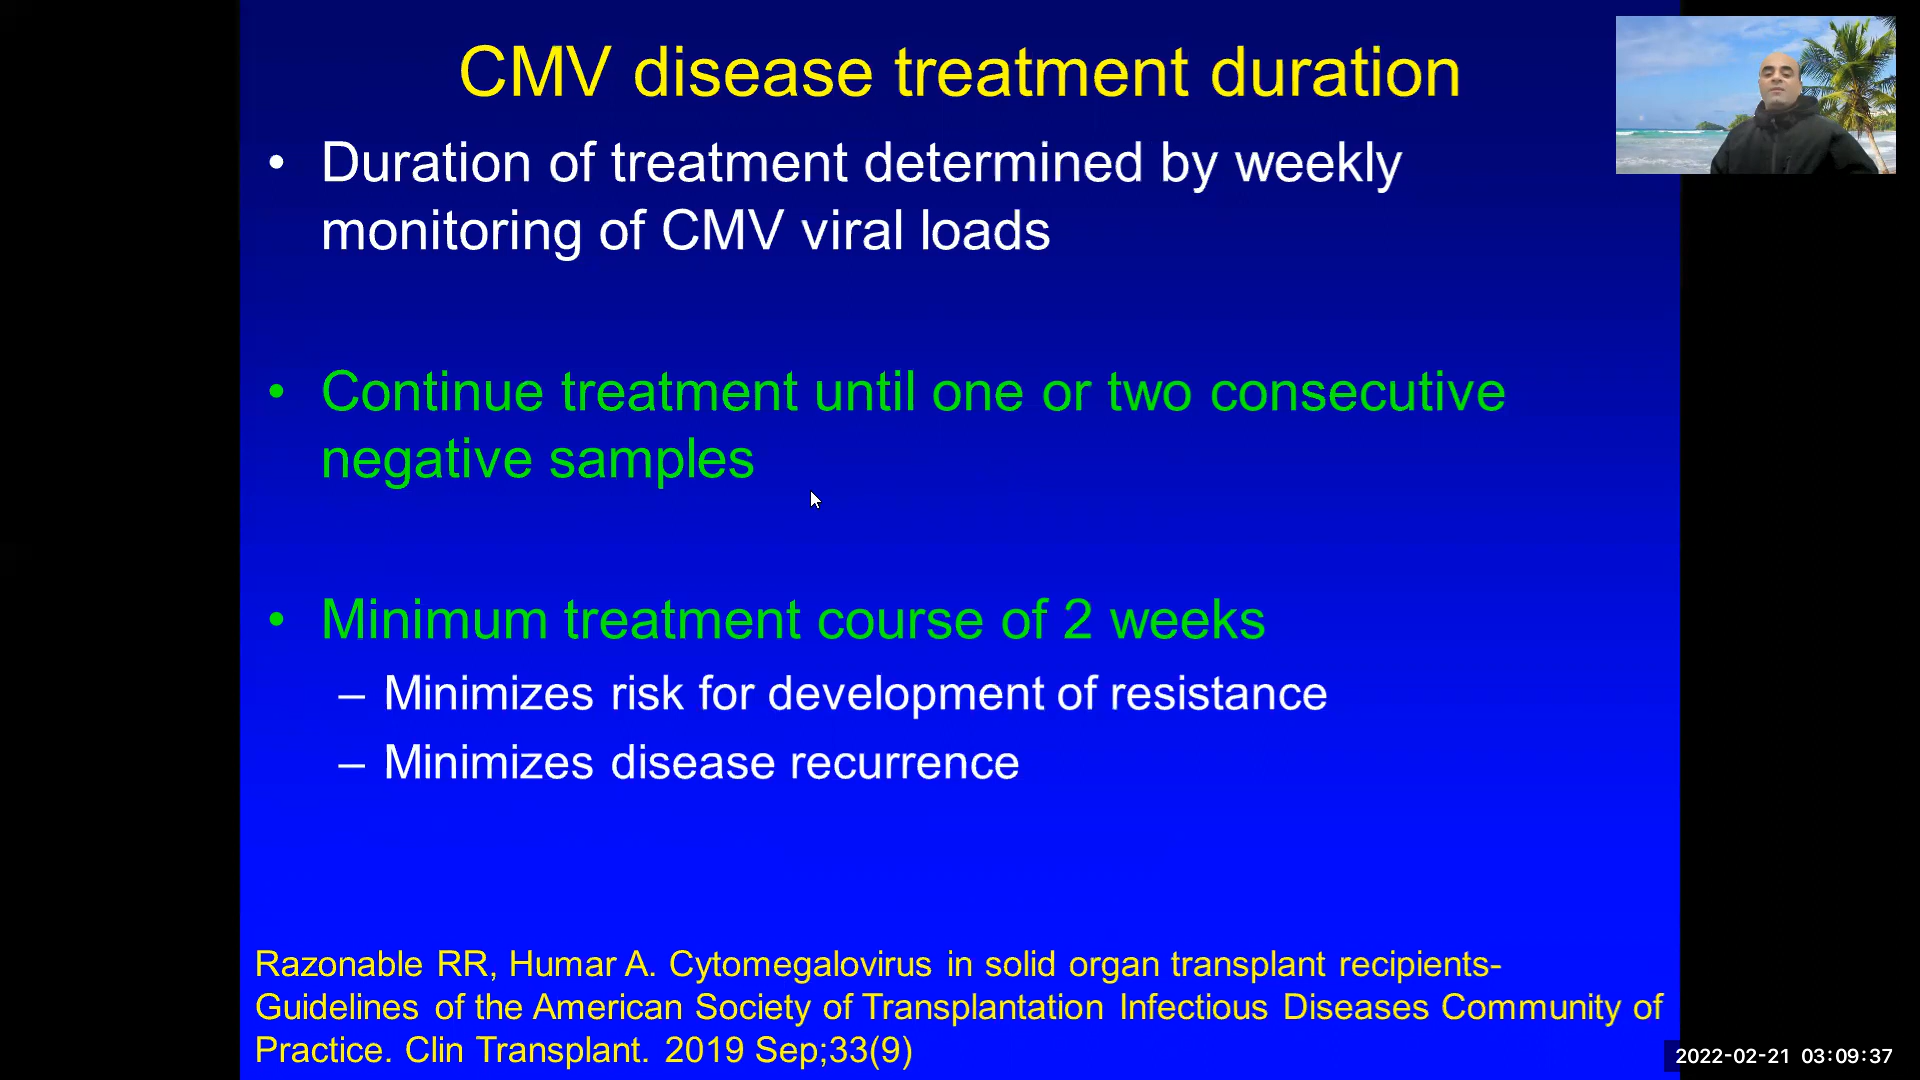 CMV disease treatment duration
• Duration of treatment determined by weekly
monitoring of CMV viral loads
• Continue treatment until one or two consecutive
negative samples
• Minimum treatment course of 2 weeks
– Minimizes risk for development of resistance
– Minimizes disease recurrence
Razonable RR, Humar A. Cytomegalovirus in solid organ transplant recipients-
Guidelines of the American Society of Transplantation Infectious Diseases Community of
Practice. Clin Transplant. 2019 Sep;33(9)
2022-02-21 03:09:37